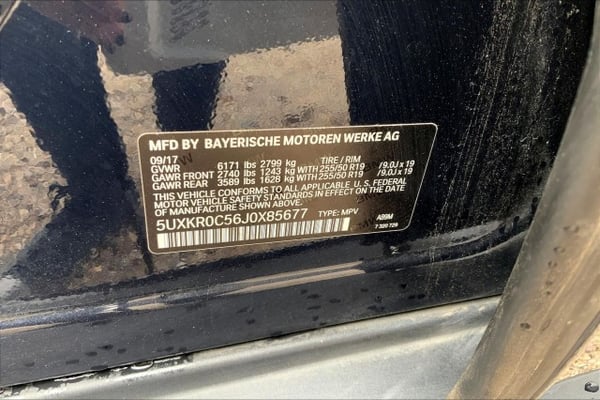 MFD BY BAYERISCHE MOTOREN WERKE AG
09/17 TIRE / RIM
GVWR 6171 lbs 2799 kg
GAWR FRONT 2740 lbs 1243 kg WITH 255/50 R19 /9.0J x 19
GAWR REAR 3589 lbs 1628 kg WITH 255/50 R19 /9.0J x 19
THIS VEHICLE CONFORMS TO ALL APPLICABLE U. S. FEDERAL
MOTOR VEHICLE SAFETY STANDARDS IN EFFECT ON THE DATE OF
MANUFACTURE SHOWN ABOVE.
5UXKR0C56J0X85677 TYPE: MPV A89M
7 320 729